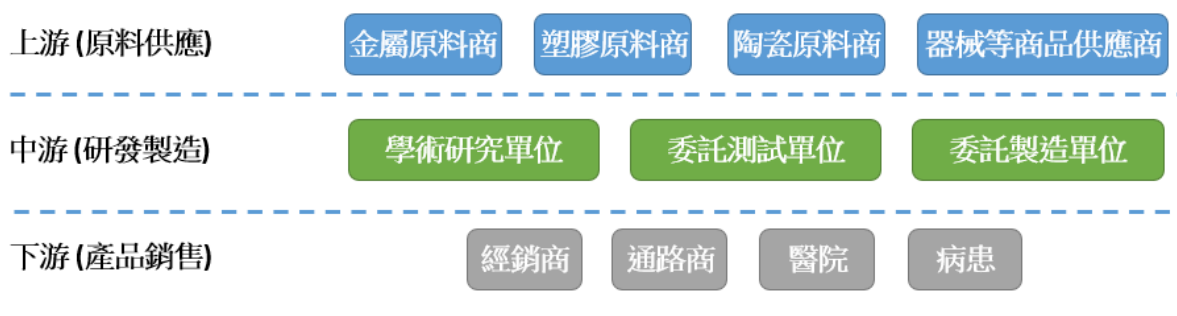 上游 (原料供應) 金屬原料商 塑膠原料商 陶瓷原料商 器械等商品供應商
中游 (研發製造) 學術研究單位 委託測試單位 委託製造單位
下游 (產品銷售) 經銷商 通路商 醫院 病患